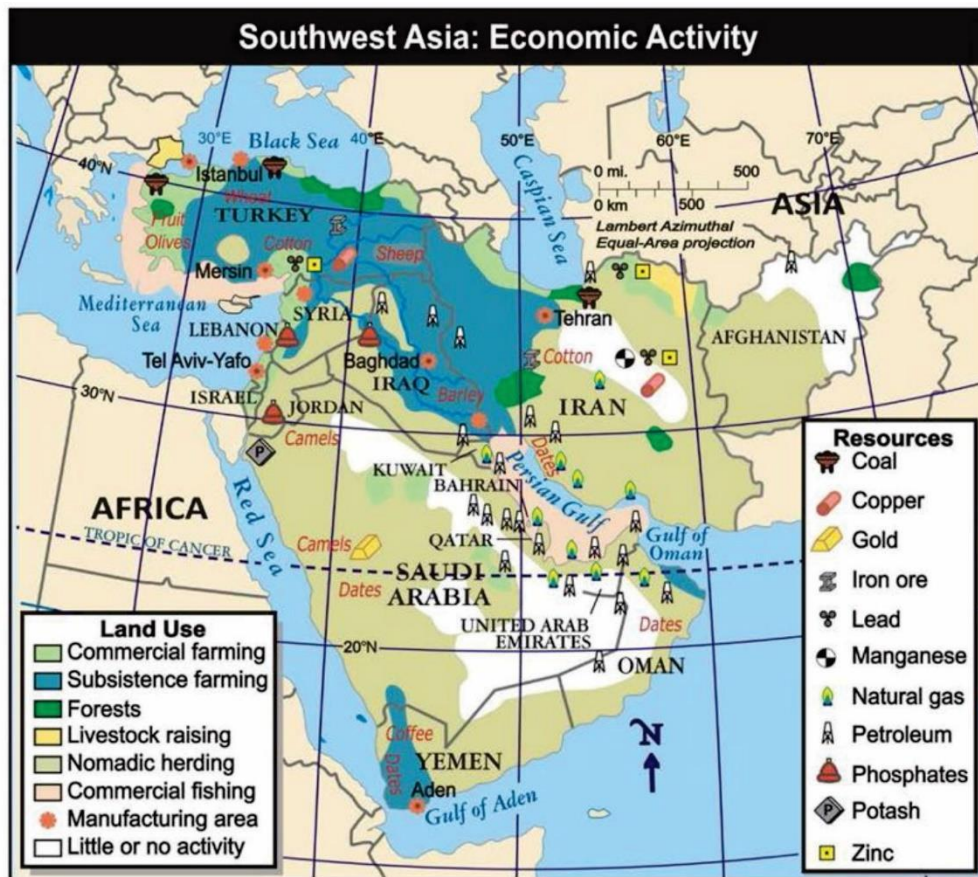 Southwest Asia: Economic Activity
30°E
Black Sea
40°E
50°E
60°E
70°E
40°N
40°N
Istanbul
Wheat
TURKEY
Caspian Sea
0 mi.
500
0 km
500
Lambert Azimuthal
Equal-Area projection
ASIA
Fruit
Olives
Cotton
Sheep
Mersin
Mediterranean
Sea
SYRIA
LEBANON
Tehran
AFGHANISTAN
Tel Aviv-Yafo
Baghdad
IRAQ
Cotton
ISRAEL
JORDAN
Barley
IRAN
30°N
30°N
Camels
KUWAIT
BAHRAIN
Dates
Persian Gulf
P
AFRICA
Red Sea
TROPIC OF CANCER
QATAR
Gulf of
Oman
Camels
Dates
SAUDI
ARABIA
UNITED ARAB
EMIRATES
Dates
20°N
OMAN
Coffee
Dates
YEMEN
Aden
Gulf of Aden
N
Land Use
Commercial farming
Subsistence farming
Forests
Livestock raising
Nomadic herding
Commercial fishing
Manufacturing area
Little or no activity
Resources
Coal
Copper
Gold
Iron ore
Lead
Manganese
Natural gas
Petroleum
Phosphates
P
Potash
Zinc